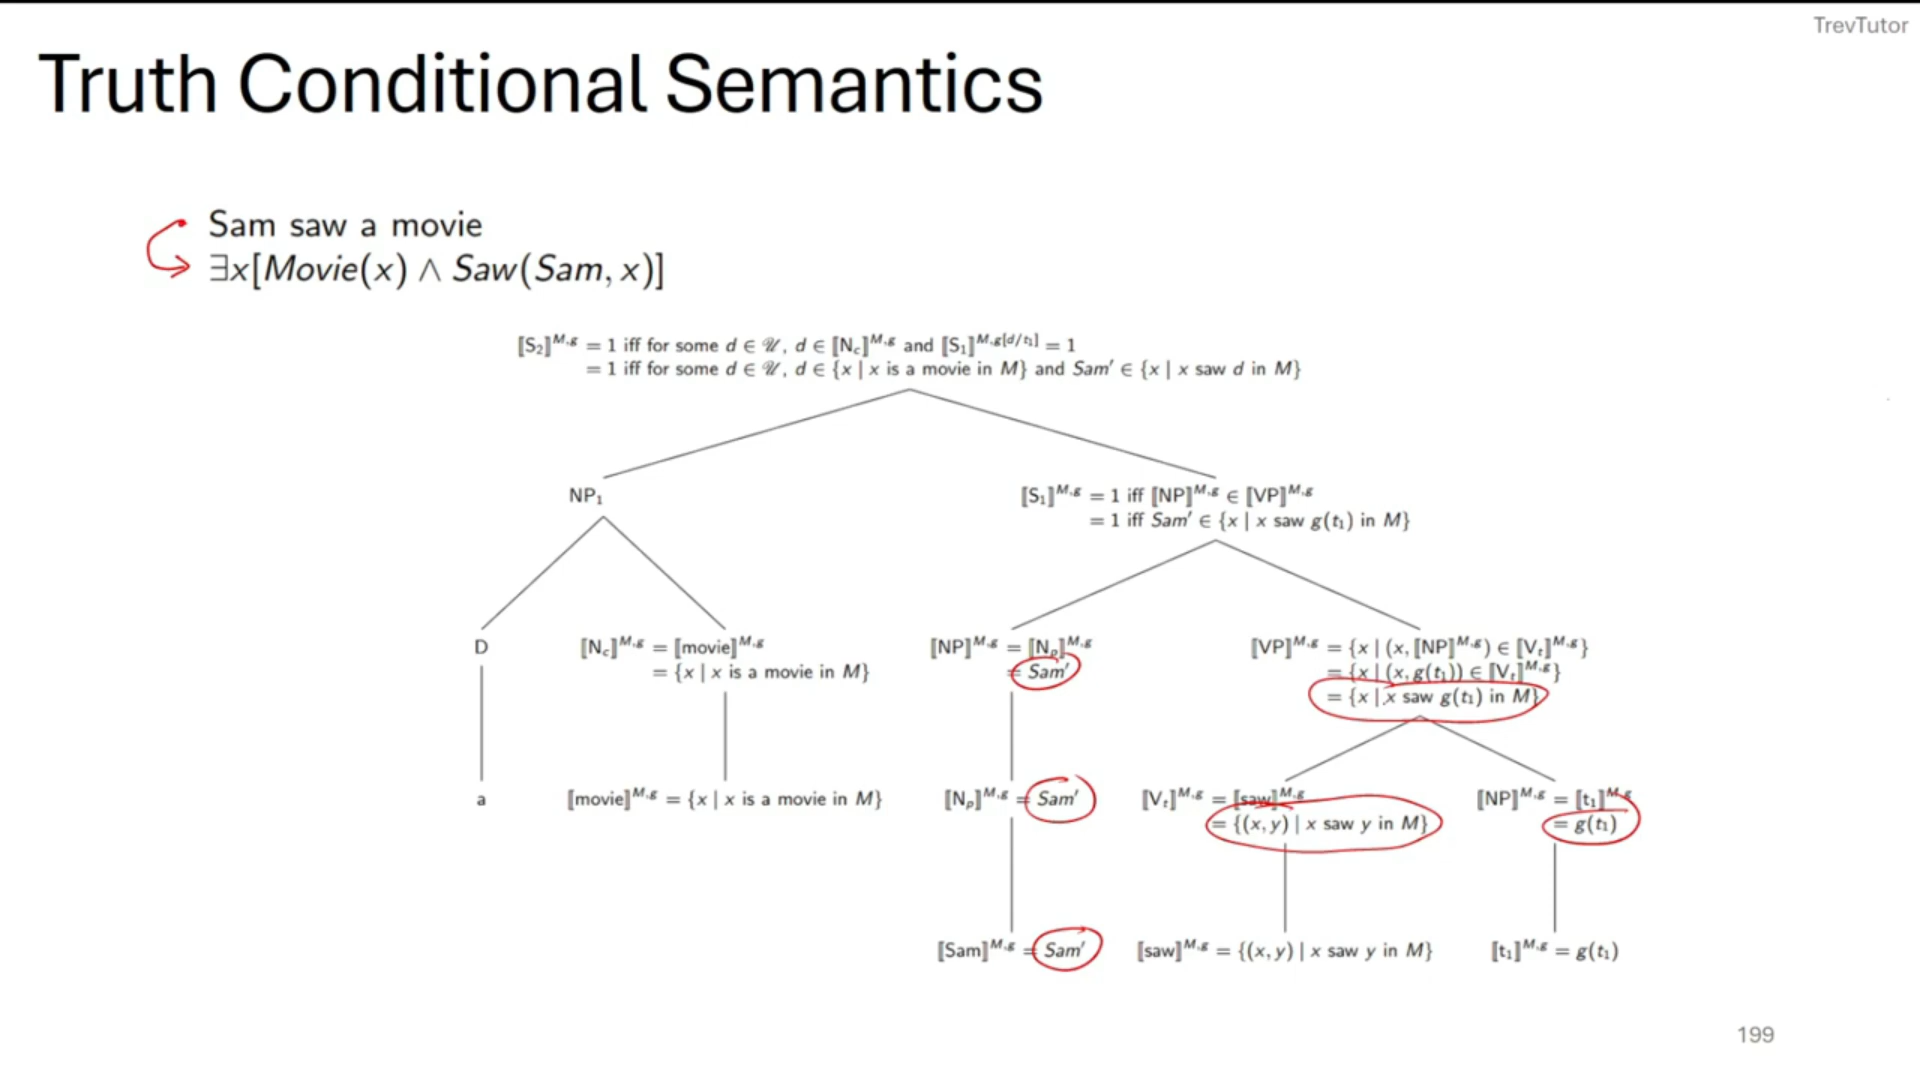 TrevTutor
Truth Conditional Semantics
Sam saw a movie
∃x[Movie(x) ∧ Saw(Sam, x)]
⟦S₂⟧^{M,g} = 1 iff for some d ∈ 𝒰, d ∈ ⟦N_c⟧^{M,g} and ⟦S₁⟧^{M,g[d/t₁]} = 1
= 1 iff for some d ∈ 𝒰, d ∈ {x | x is a movie in M} and Sam′ ∈ {x | x saw d in M}
NP₁
⟦S₁⟧^{M,g} = 1 iff ⟦NP⟧^{M,g} ∈ ⟦VP⟧^{M,g}
= 1 iff Sam′ ∈ {x | x saw g(t₁) in M}
D
⟦N_c⟧^{M,g} = ⟦movie⟧^{M,g}
= {x | x is a movie in M}
⟦NP⟧^{M,g} = ⟦N_p⟧^{M,g}
= Sam′
⟦VP⟧^{M,g} = {x | (x, ⟦NP⟧^{M,g}) ∈ ⟦V_t⟧^{M,g}}
= {x | (x, g(t₁)) ∈ ⟦V_t⟧^{M,g}}
= {x | x saw g(t₁) in M}
a
⟦movie⟧^{M,g} = {x | x is a movie in M}
⟦N_p⟧^{M,g} = Sam′
⟦V_t⟧^{M,g} = ⟦saw⟧^{M,g}
= {(x, y) | x saw y in M}
⟦NP⟧^{M,g} = ⟦t₁⟧^{M,g}
= g(t₁)
⟦Sam⟧^{M,g} = Sam′
⟦saw⟧^{M,g} = {(x, y) | x saw y in M}
⟦t₁⟧^{M,g} = g(t₁)
199